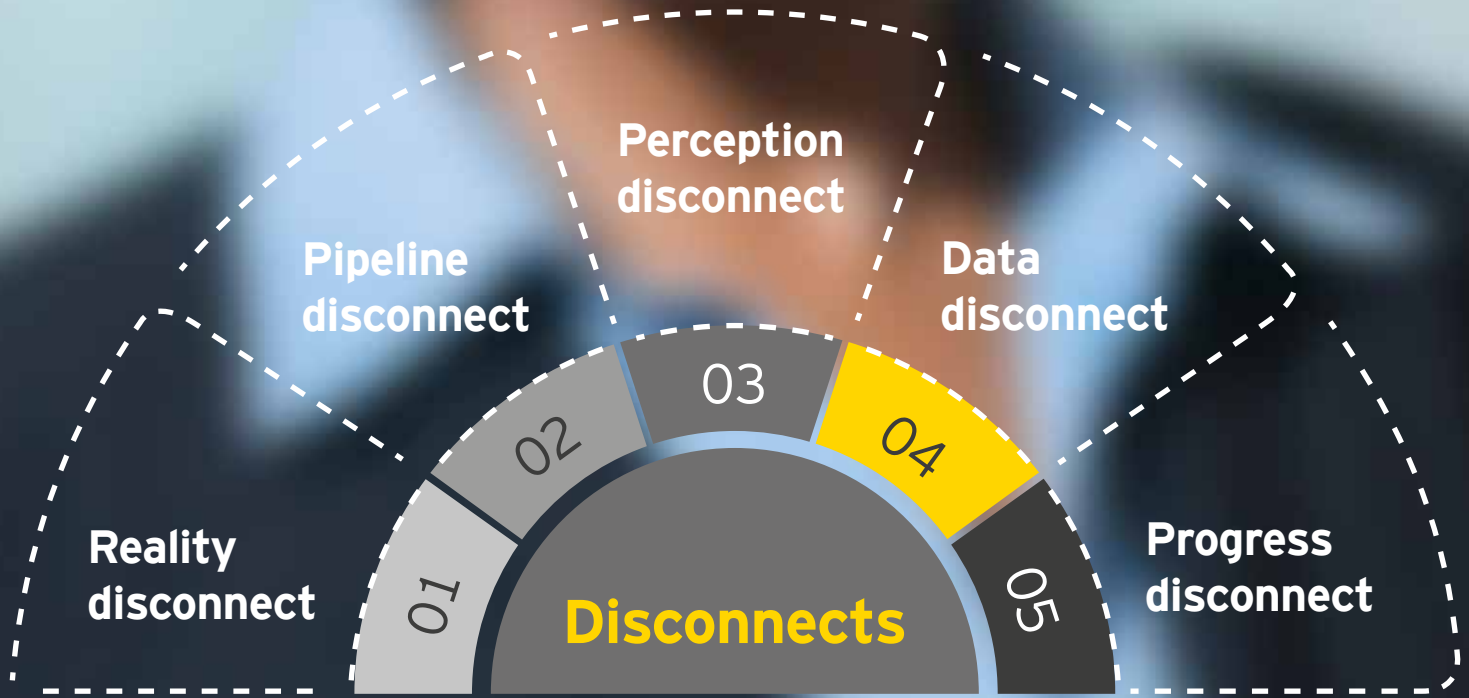 Perception
disconnect
Pipeline
disconnect
Data
disconnect
Reality
disconnect
Progress
disconnect
01
02
03
04
05
Disconnects